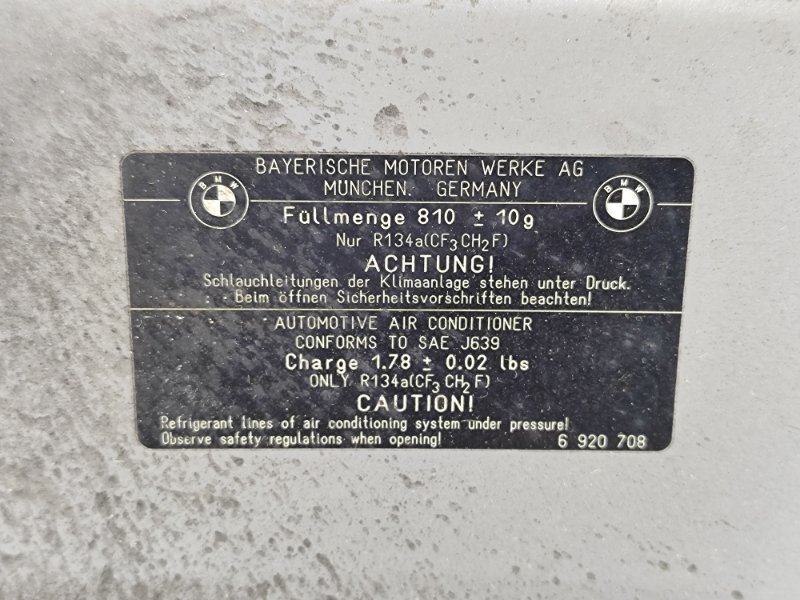 BAYERISCHE MOTOREN WERKE AG
MÜNCHEN. GERMANY
BMW
BMW
Füllmenge 810 ± 10g
Nur R134a(CF₃CH₂F)
ACHTUNG!
Schlauchleitungen der Klimaanlage stehen unter Druck.
Beim öffnen Sicherheitsvorschriften beachten!
AUTOMOTIVE AIR CONDITIONER
CONFORMS TO SAE J639
Charge 1.78 ± 0.02 lbs
ONLY R134a(CF₃CH₂F)
CAUTION!
Refrigerant lines of air conditioning system under pressure!
Observe safety regulations when opening!
6 920 708